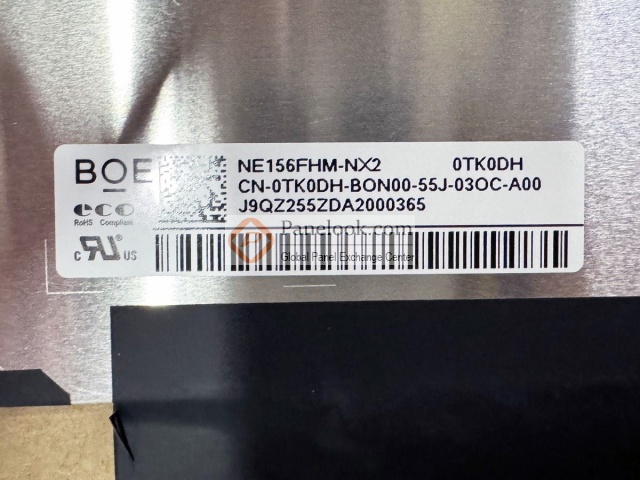 BOE
NE156FHM-NX2 0TK0DH
CN-0TK0DH-BON00-55J-03OC-A00
J9QZ255ZDA2000365
eco
RoHS Compliant
c RU US
Panelook.com
Global Panel Exchange Center